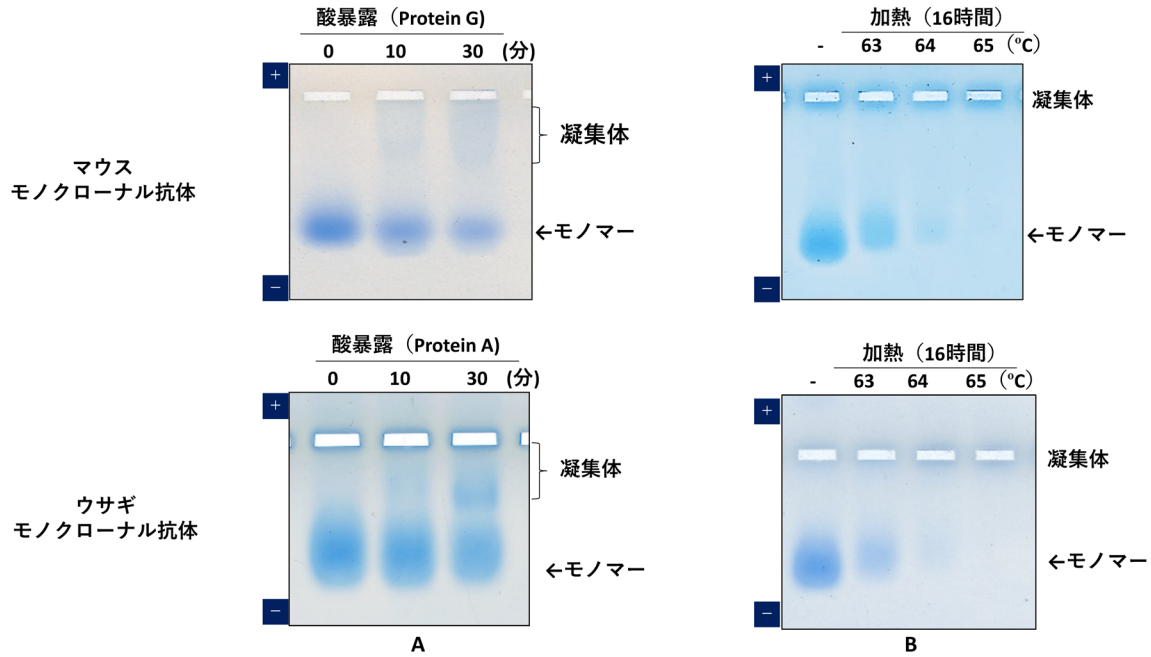 酸暴露（Protein G）
0 10 30 (分)
+
凝集体
←モノマー
−
マウス
モノクローナル抗体
加熱（16時間）
- 63 64 65 (℃)
+
凝集体
←モノマー
−
酸暴露（Protein A）
0 10 30 (分)
+
凝集体
←モノマー
−
ウサギ
モノクローナル抗体
加熱（16時間）
- 63 64 65 (℃)
+
凝集体
←モノマー
−
A
B